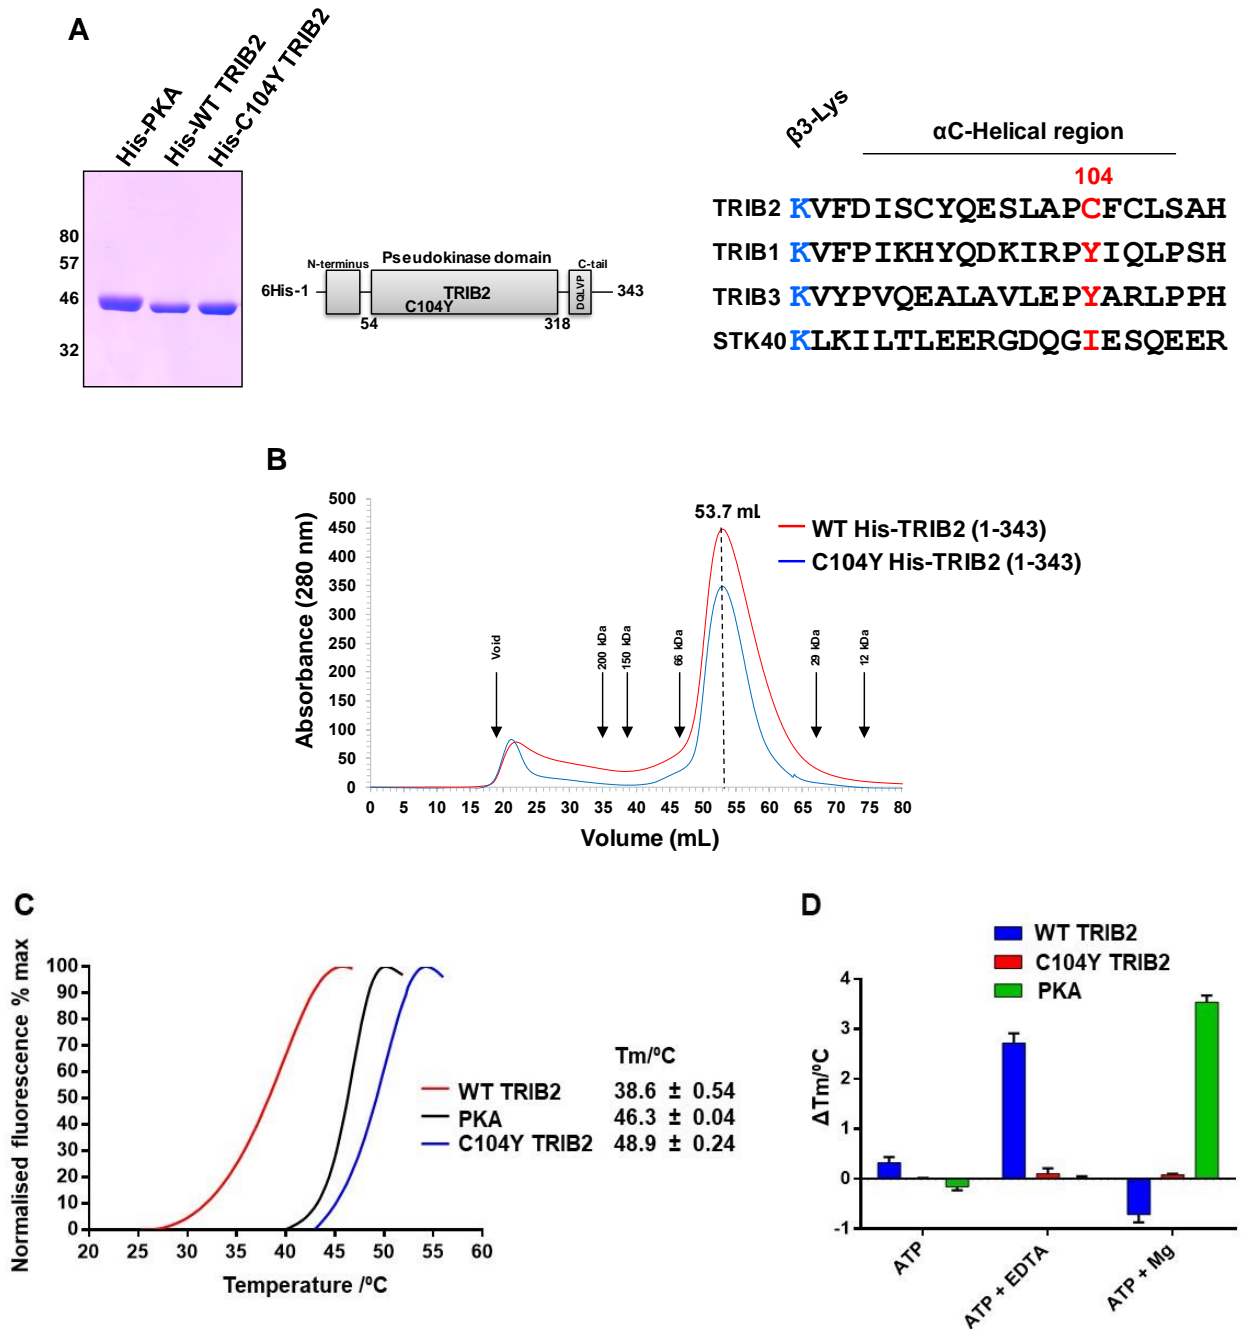 A
His-PKA
His-WT TRIB2
His-C104Y TRIB2
80
57
46
32
N-terminus
Pseudokinase domain
C-tail
6His-1
TRIB2
C104Y
DQLVP
343
54
318
β3-Lys
αC-Helical region
104
TRIB2 KVFDISCYQESLAPCFCLSAH
TRIB1 KVFPIKHYQDKIRPYIQLPSH
TRIB3 KVYPVQEALAVLEPYARLPPH
STK40 KLKILTLEERGDQGIESQEER
B
Absorbance (280 nm)
500
450
400
350
300
250
200
150
100
50
0
53.7 mL
WT His-TRIB2 (1-343)
C104Y His-TRIB2 (1-343)
Void
200 kDa
150 kDa
66 kDa
29 kDa
12 kDa
0 5 10 15 20 25 30 35 40 45 50 55 60 65 70 75 80
Volume (mL)
C
Normalised fluorescence % max
100
90
80
70
60
50
40
30
20
10
0
20 25 30 35 40 45 50 55 60
Temperature /ºC
Tm/ºC
WT TRIB2 38.6 ± 0.54
PKA 46.3 ± 0.04
C104Y TRIB2 48.9 ± 0.24
D
WT TRIB2
C104Y TRIB2
PKA
ΔTm/ºC
4
3
2
1
0
-1
ATP
ATP + EDTA
ATP + Mg